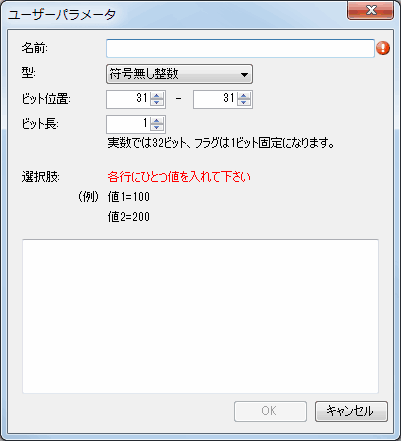 ユーザーパラメータ
名前:
型: 符号無し整数
ビット位置: 31 - 31
ビット長: 1
実数では32ビット、フラグは1ビット固定になります。
選択肢: 各行にひとつ値を入れて下さい
(例) 値1=100
値2=200
OK キャンセル